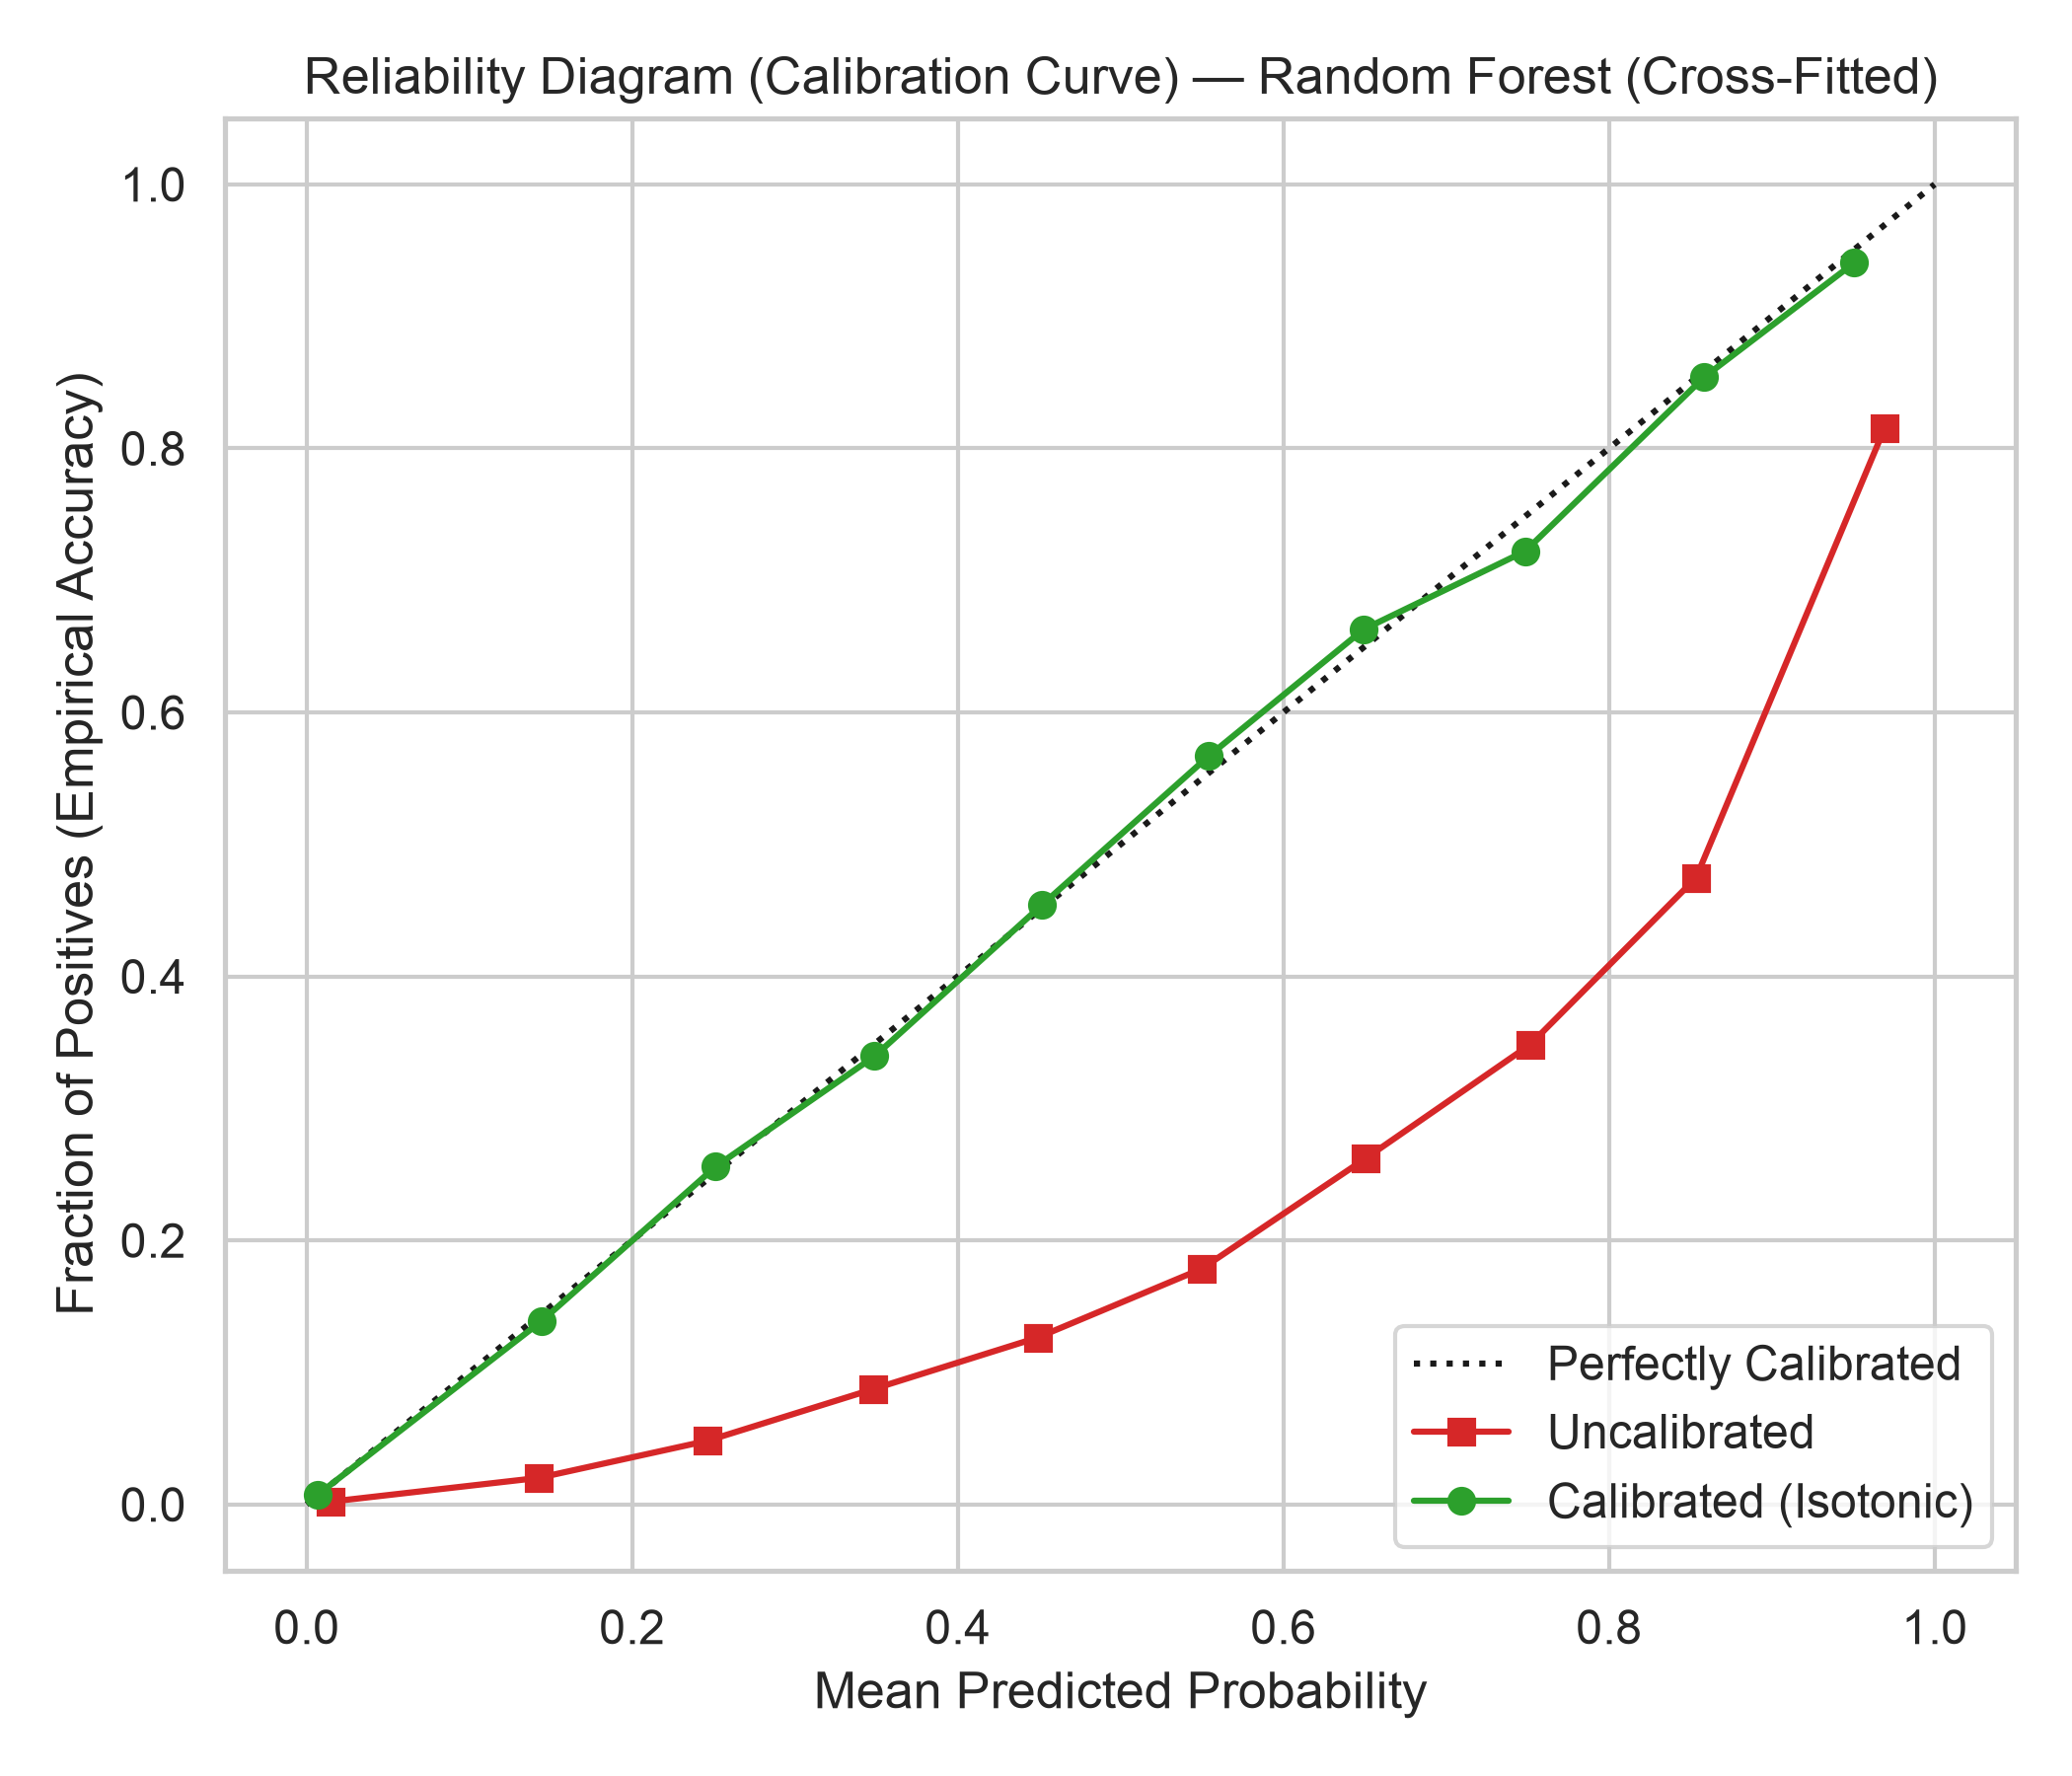 Reliability Diagram (Calibration Curve) — Random Forest (Cross-Fitted)
Fraction of Positives (Empirical Accuracy)
1.0
0.8
0.6
0.4
0.2
0.0
Perfectly Calibrated
Uncalibrated
Calibrated (Isotonic)
0.0 0.2 0.4 0.6 0.8 1.0
Mean Predicted Probability